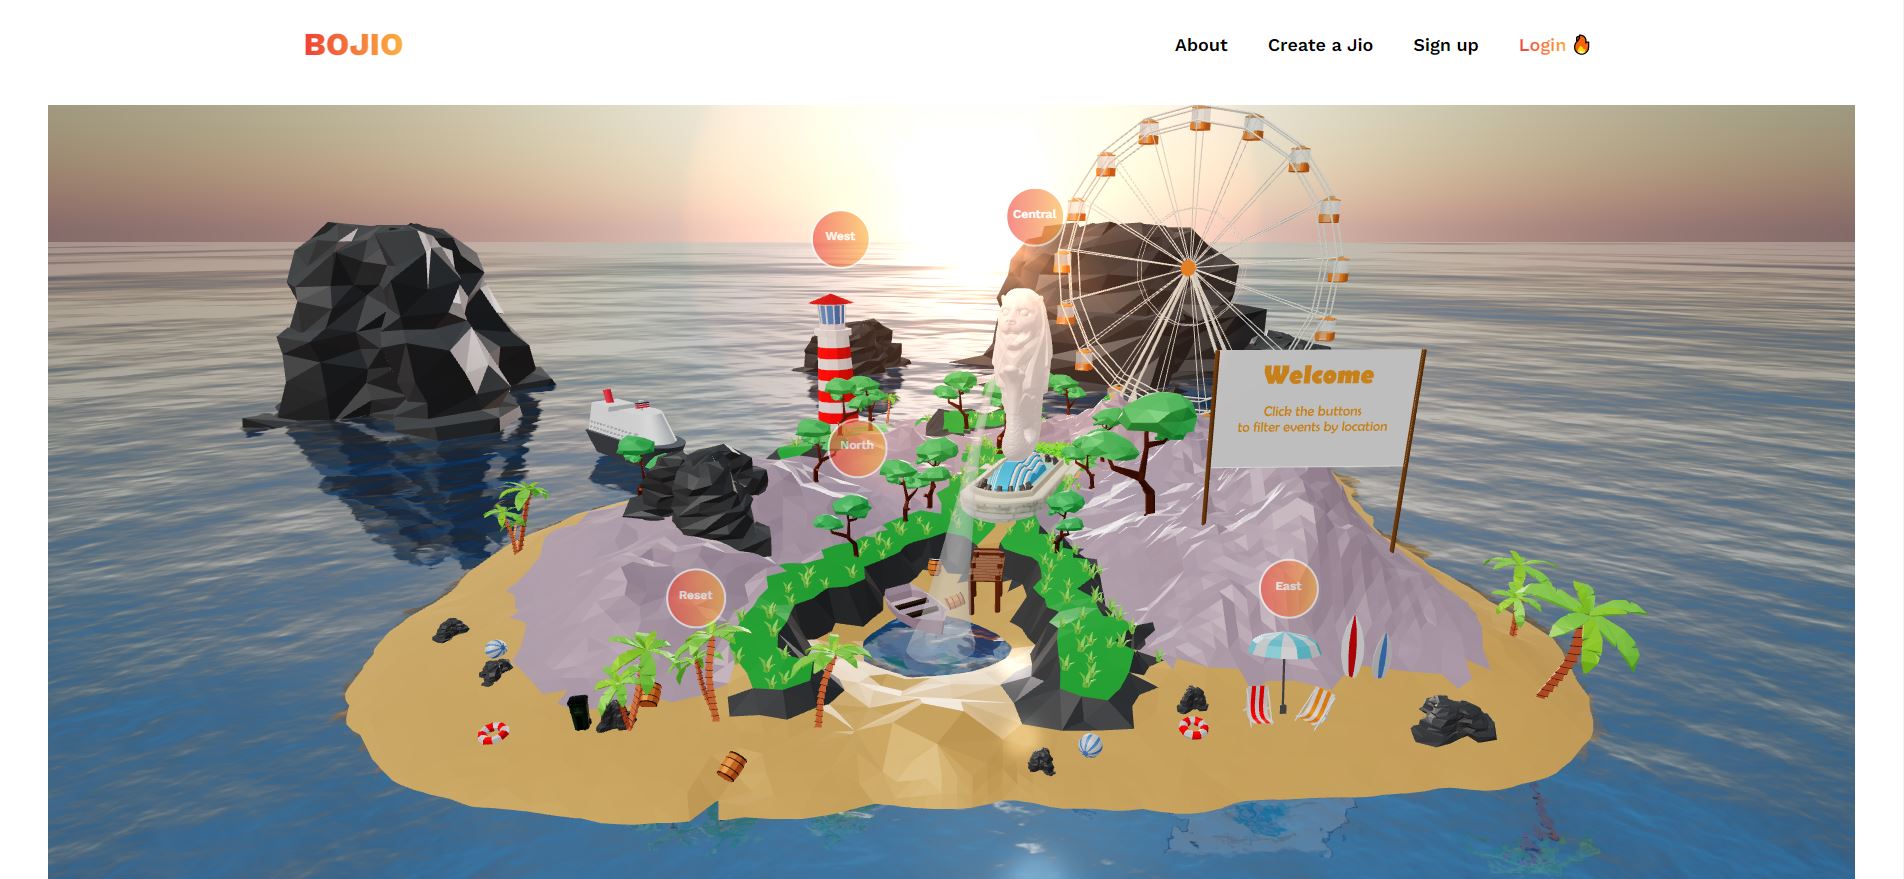 BOJIO
About
Create a Jio
Sign up
Login
Central
West
Welcome
Click the buttons
to filter events by location
North
East
Reset